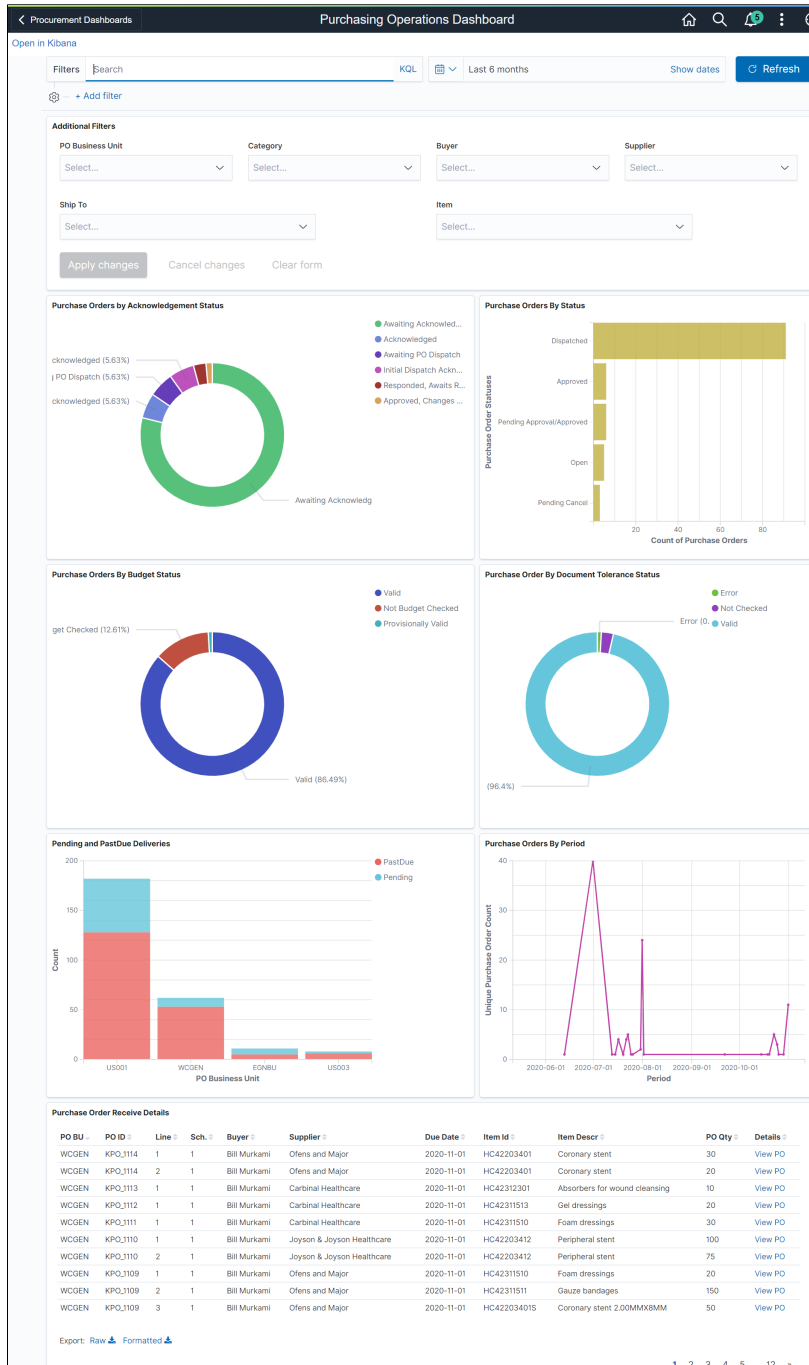 Procurement Dashboards
Purchasing Operations Dashboard
5
Open in Kibana
Filters
Search
KQL
Last 6 months
Show dates
Refresh
+ Add filter
Additional Filters
PO Business Unit
Category
Buyer
Supplier
Select...
Select...
Select...
Select...
Ship To
Item
Select...
Select...
Apply changes
Cancel changes
Clear form
Purchase Orders by Acknowledgement Status
Awaiting Acknowled...
Acknowledged
Awaiting PO Dispatch
Initial Dispatch Ackn...
Responded, Awaits R...
Approved, Changes ...
cknowledged (5.63%)
PO Dispatch (5.63%)
cknowledged (5.63%)
Awaiting Acknowledg
Purchase Orders By Status
Purchase Order Statuses
Dispatched
Approved
Pending Approval/Approved
Open
Pending Cancel
20 40 60 80
Count of Purchase Orders
Purchase Orders By Budget Status
Valid
Not Budget Checked
Provisionally Valid
get Checked (12.61%)
Valid (86.49%)
Purchase Order By Document Tolerance Status
Error
Not Checked
Valid
Error (0.
(96.4%)
Pending and PastDue Deliveries
PastDue
Pending
Count
200
150
100
50
0
US001 WCGEN EGNBU US003
PO Business Unit
Purchase Orders By Period
Unique Purchase Order Count
40
30
20
10
0
2020-06-01 2020-07-01 2020-08-01 2020-09-01 2020-10-01
Period
Purchase Order Receive Details
PO BU PO ID Line Sch. Buyer Supplier Due Date Item Id Item Descr PO Qty Details
WCGEN KPO_1114 1 1 Bill Murkami Ofens and Major 2020-11-01 HC42203401 Coronary stent 30 View PO
WCGEN KPO_1114 2 1 Bill Murkami Ofens and Major 2020-11-01 HC42203401 Coronary stent 20 View PO
WCGEN KPO_1113 1 1 Bill Murkami Carbinal Healthcare 2020-11-01 HC42312301 Absorbers for wound cleansing 10 View PO
WCGEN KPO_1112 1 1 Bill Murkami Carbinal Healthcare 2020-11-01 HC42311513 Gel dressings 20 View PO
WCGEN KPO_1111 1 1 Bill Murkami Carbinal Healthcare 2020-11-01 HC42311510 Foam dressings 30 View PO
WCGEN KPO_1110 1 1 Bill Murkami Joyson & Joyson Healthcare 2020-11-01 HC42203412 Peripheral stent 100 View PO
WCGEN KPO_1110 2 1 Bill Murkami Joyson & Joyson Healthcare 2020-11-01 HC42203412 Peripheral stent 75 View PO
WCGEN KPO_1109 1 1 Bill Murkami Ofens and Major 2020-11-01 HC42311510 Foam dressings 20 View PO
WCGEN KPO_1109 2 1 Bill Murkami Ofens and Major 2020-11-01 HC42311511 Gauze bandages 150 View PO
WCGEN KPO_1109 3 1 Bill Murkami Ofens and Major 2020-11-01 HC42203401S Coronary stent 2.00MMX8MM 50 View PO
Export: Raw Formatted
1 2 3 4 5 ... 12 »